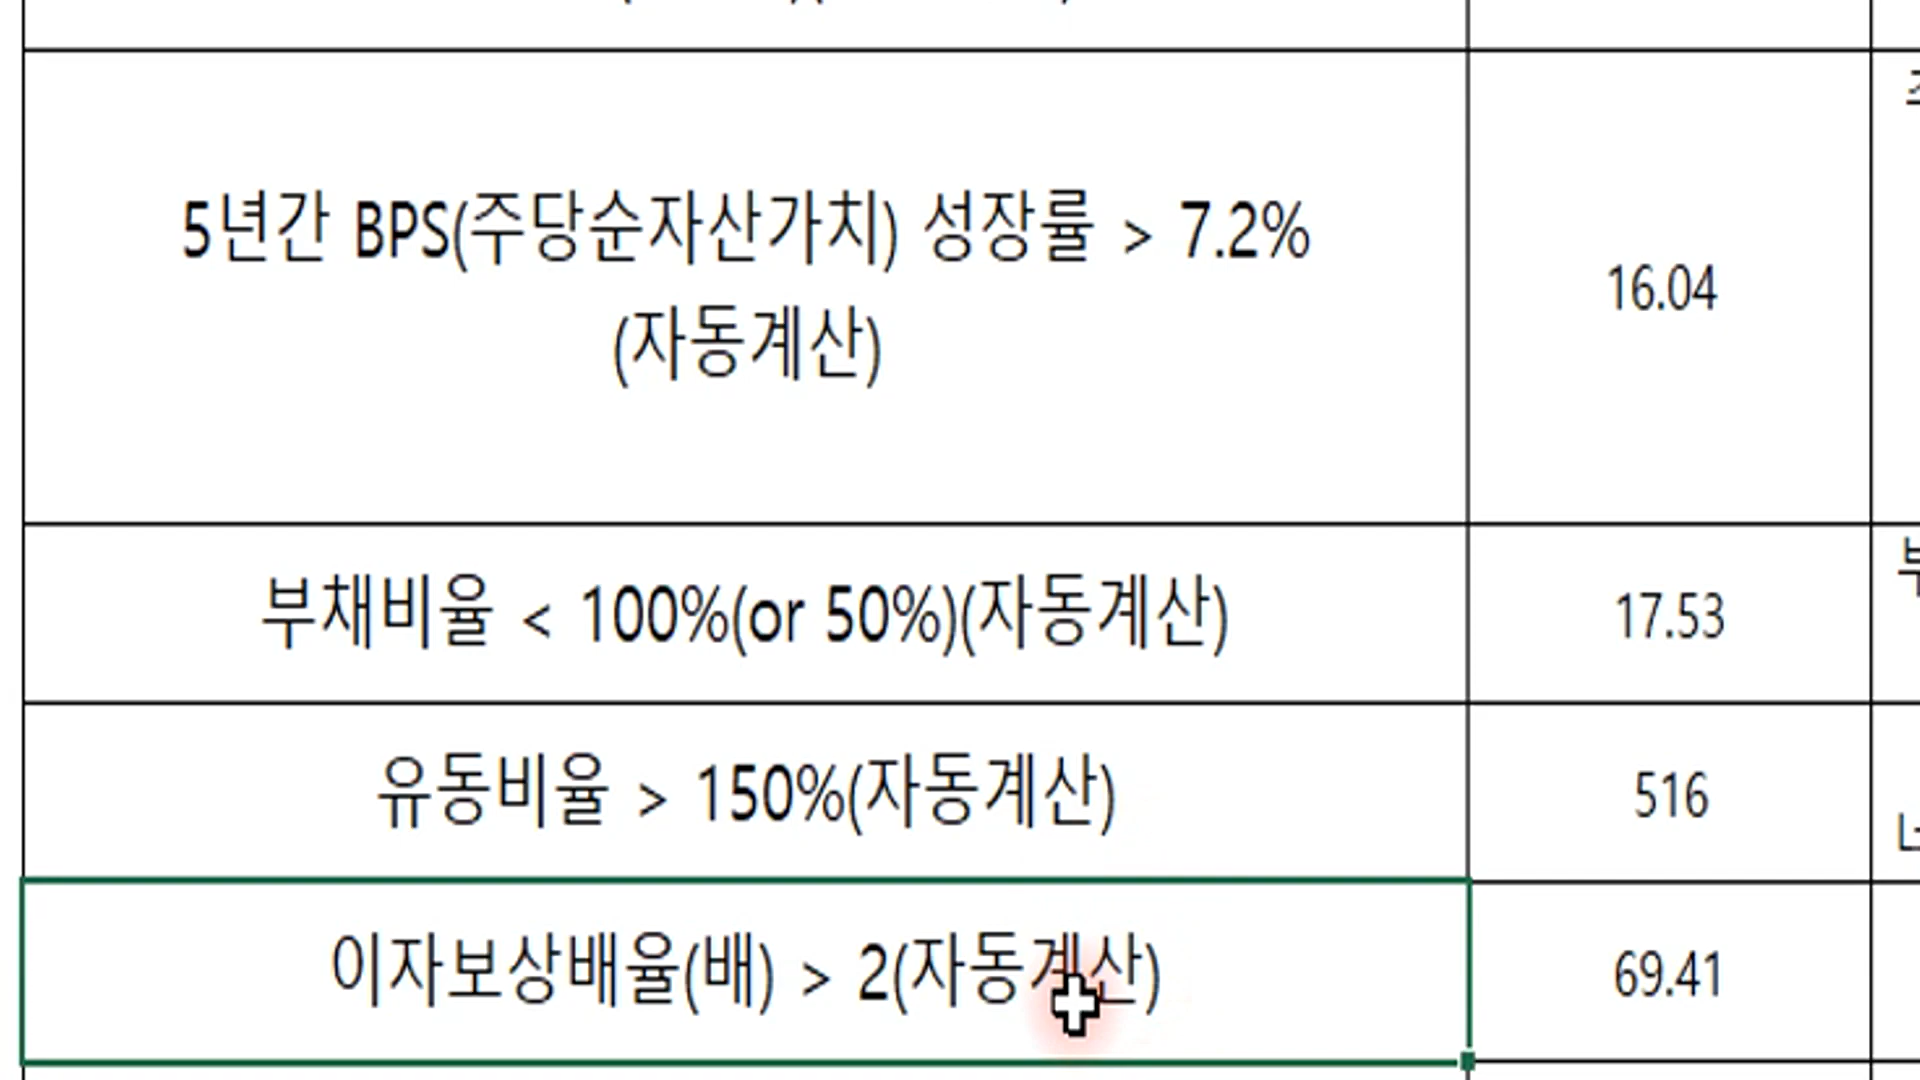 5년간 BPS(주당순자산가치) 성장률 > 7.2%
(자동계산)
16.04
부채비율 < 100%(or 50%)(자동계산)
17.53
유동비율 > 150%(자동계산)
516
이자보상배율(배) > 2(자동계산)
69.41